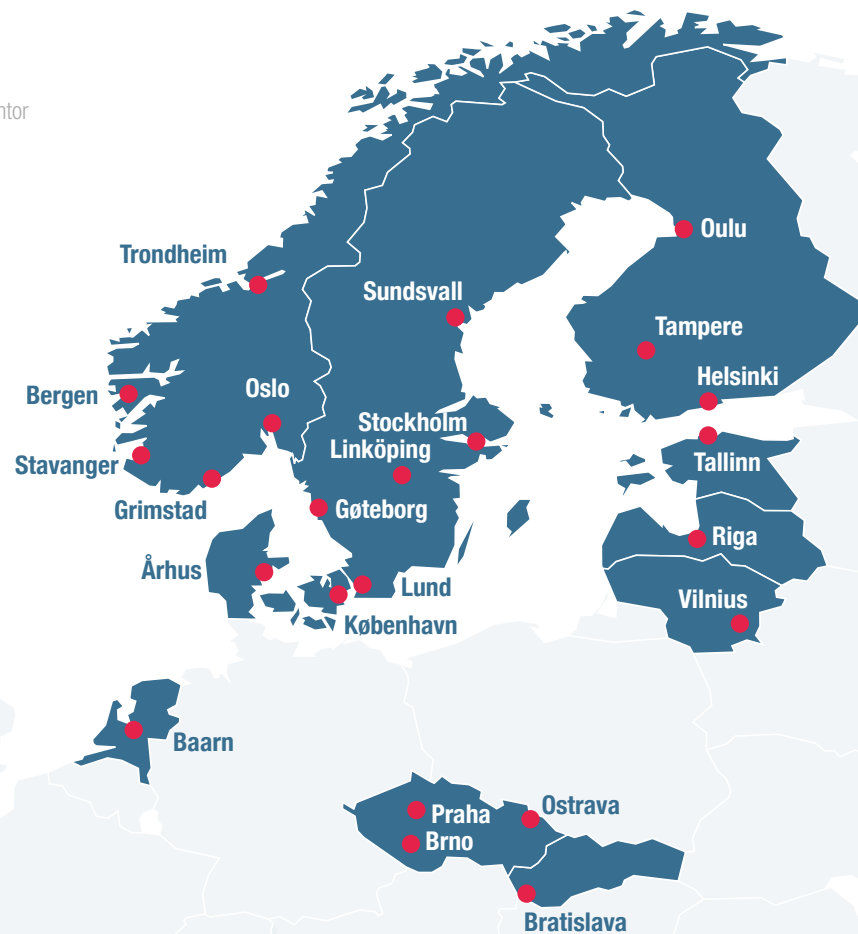 ntor
Oulu
Trondheim
Sundsvall
Tampere
Helsinki
Oslo
Bergen
Stockholm
Linköping
Tallinn
Stavanger
Grimstad
Gøteborg
Riga
Århus
Lund
Vilnius
København
Baarn
Ostrava
Praha
Brno
Bratislava